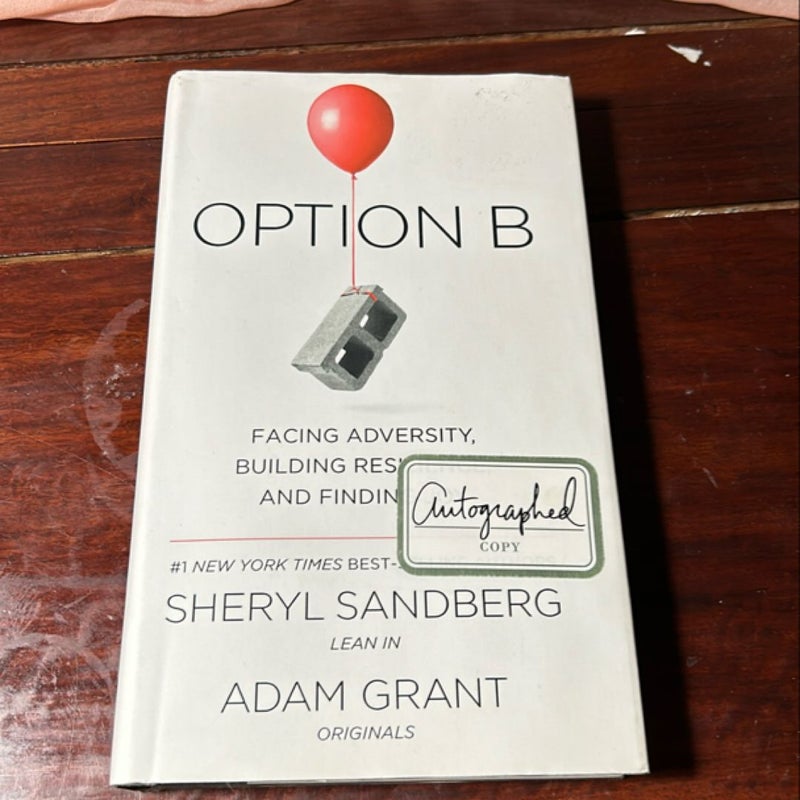 OPTION B
FACING ADVERSITY,
BUILDING RES
AND FINDIN
Autographed
COPY
#1 NEW YORK TIMES BEST-
SHERYL SANDBERG
LEAN IN
ADAM GRANT
ORIGINALS